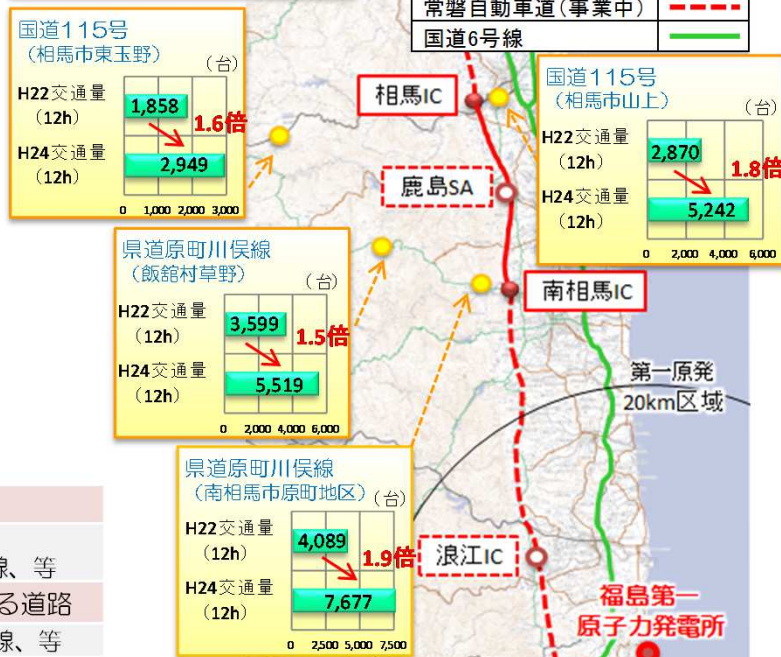 常磐自動車道(事業中)
国道6号線
国道115号
(相馬市東玉野)
(台)
H22交通量
(12h)
1,858
1.6倍
H24交通量
(12h)
2,949
0 1,000 2,000 3,000
相馬IC
国道115号
(相馬市山上)
(台)
H22交通量
(12h)
2,870
1.8倍
H24交通量
(12h)
5,242
0 2,000 4,000 6,000
鹿島SA
県道原町川俣線
(飯舘村草野)
(台)
H22交通量
(12h)
3,599
1.5倍
H24交通量
(12h)
5,519
0 2,000 4,000 6,000
南相馬IC
第一原発
20km区域
県道原町川俣線
(南相馬市原町地区)
(台)
H22交通量
(12h)
4,089
1.9倍
H24交通量
(12h)
7,677
0 2,500 5,000 7,500
浪江IC
福島第一
原子力発電所
線、等
る道路
線、等